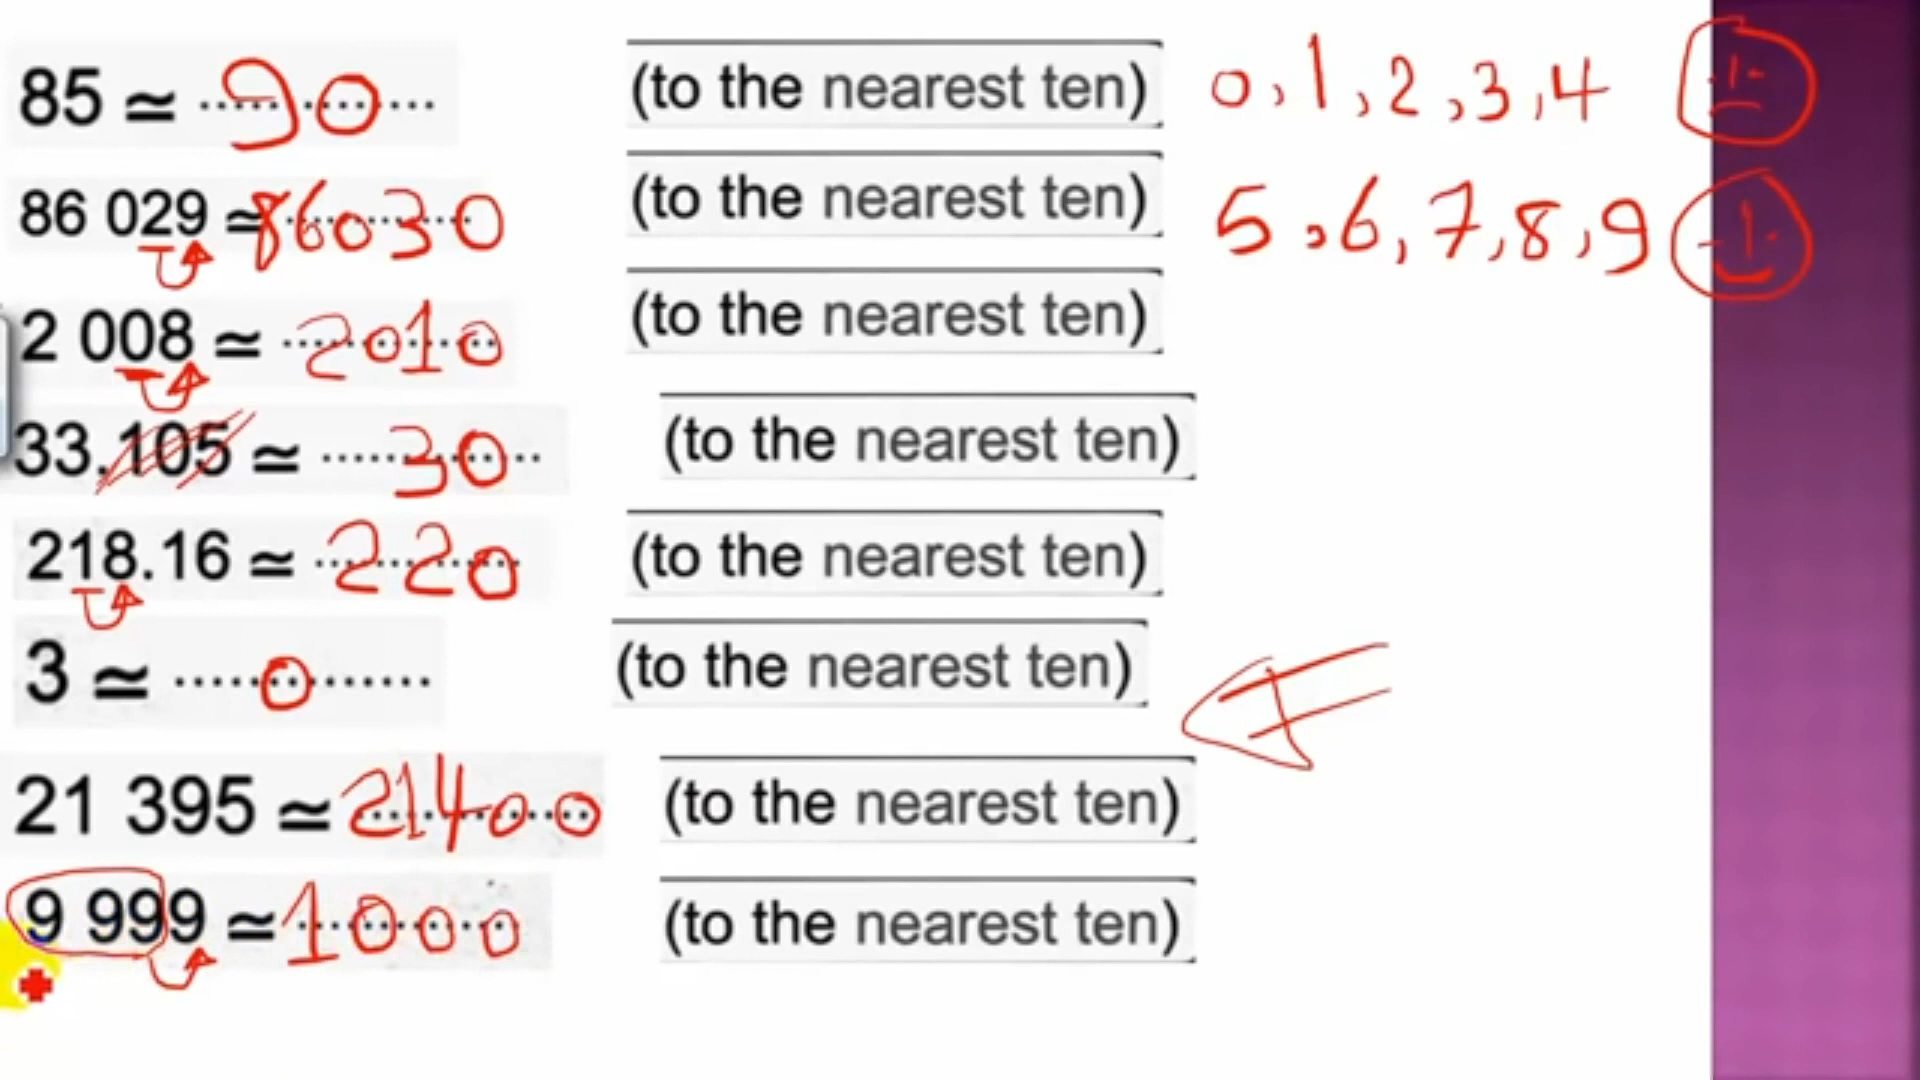 85 ≃ 90 (to the nearest ten) 0,1,2,3,4
86 029 ≃ 86030 (to the nearest ten) 5,6,7,8,9
2 008 ≃ 2010 (to the nearest ten)
33.105 ≃ 30 (to the nearest ten)
218.16 ≃ 220 (to the nearest ten)
3 ≃ 0 (to the nearest ten)
21 395 ≃ 21400 (to the nearest ten)
9 999 ≃ 1000 (to the nearest ten)